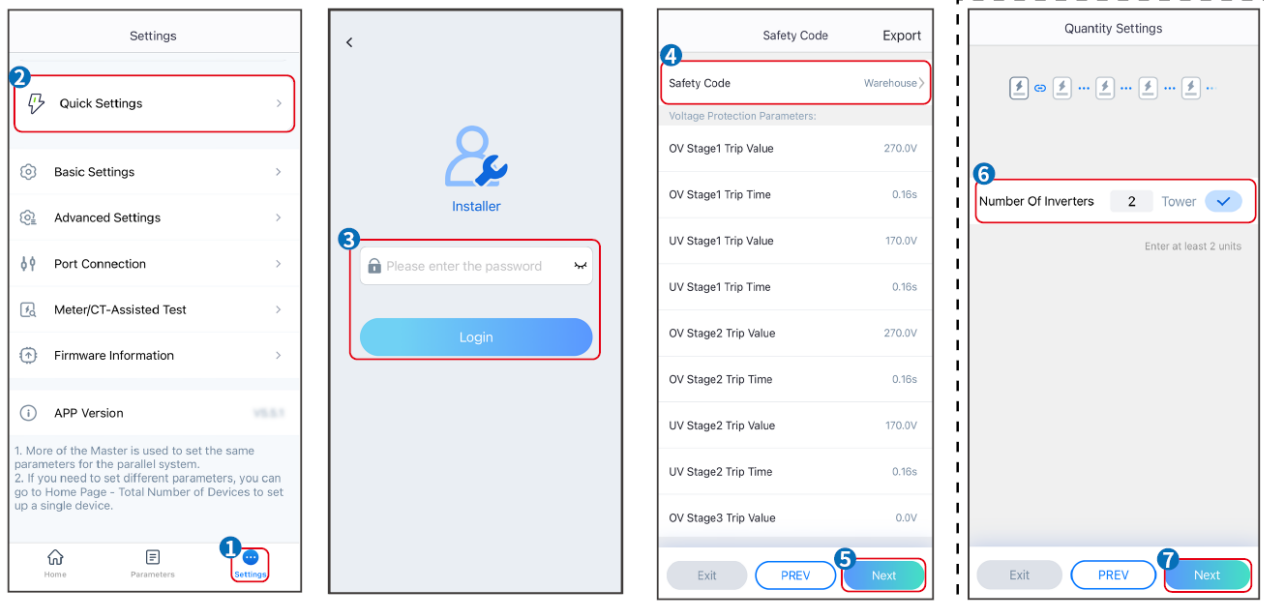 Settings
2
Quick Settings
Basic Settings
Advanced Settings
Port Connection
Meter/CT-Assisted Test
Firmware Information
APP Version
1. More of the Master is used to set the same
parameters for the parallel system.
2. If you need to set different parameters, you can
go to Home Page - Total Number of Devices to set
up a single device.
1
Home Parameters Settings
Installer
3
Please enter the password
Login
Safety Code Export
4
Safety Code Warehouse
Voltage Protection Parameters:
OV Stage1 Trip Value 270.0V
OV Stage1 Trip Time 0.16s
UV Stage1 Trip Value 170.0V
UV Stage1 Trip Time 0.16s
OV Stage2 Trip Value 270.0V
OV Stage2 Trip Time 0.16s
UV Stage2 Trip Value 170.0V
UV Stage2 Trip Time 0.16s
OV Stage3 Trip Value 0.0V
5
Exit PREV Next
Quantity Settings
6
Number Of Inverters 2 Tower
Enter at least 2 units
7
Exit PREV Next